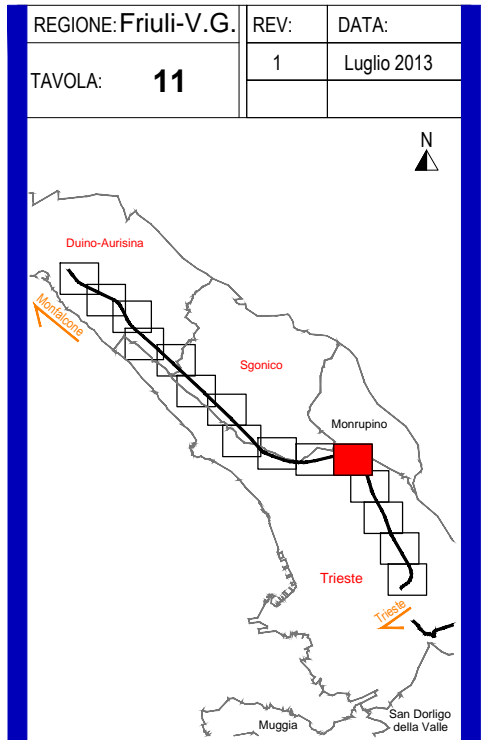 REGIONE: Friuli-V.G.
REV:
DATA:
TAVOLA: 11
1
Luglio 2013
N
Duino-Aurisina
Monfalcone
Sgonico
Monrupino
Trieste
Trieste
San Dorligo
della Valle
Muggia